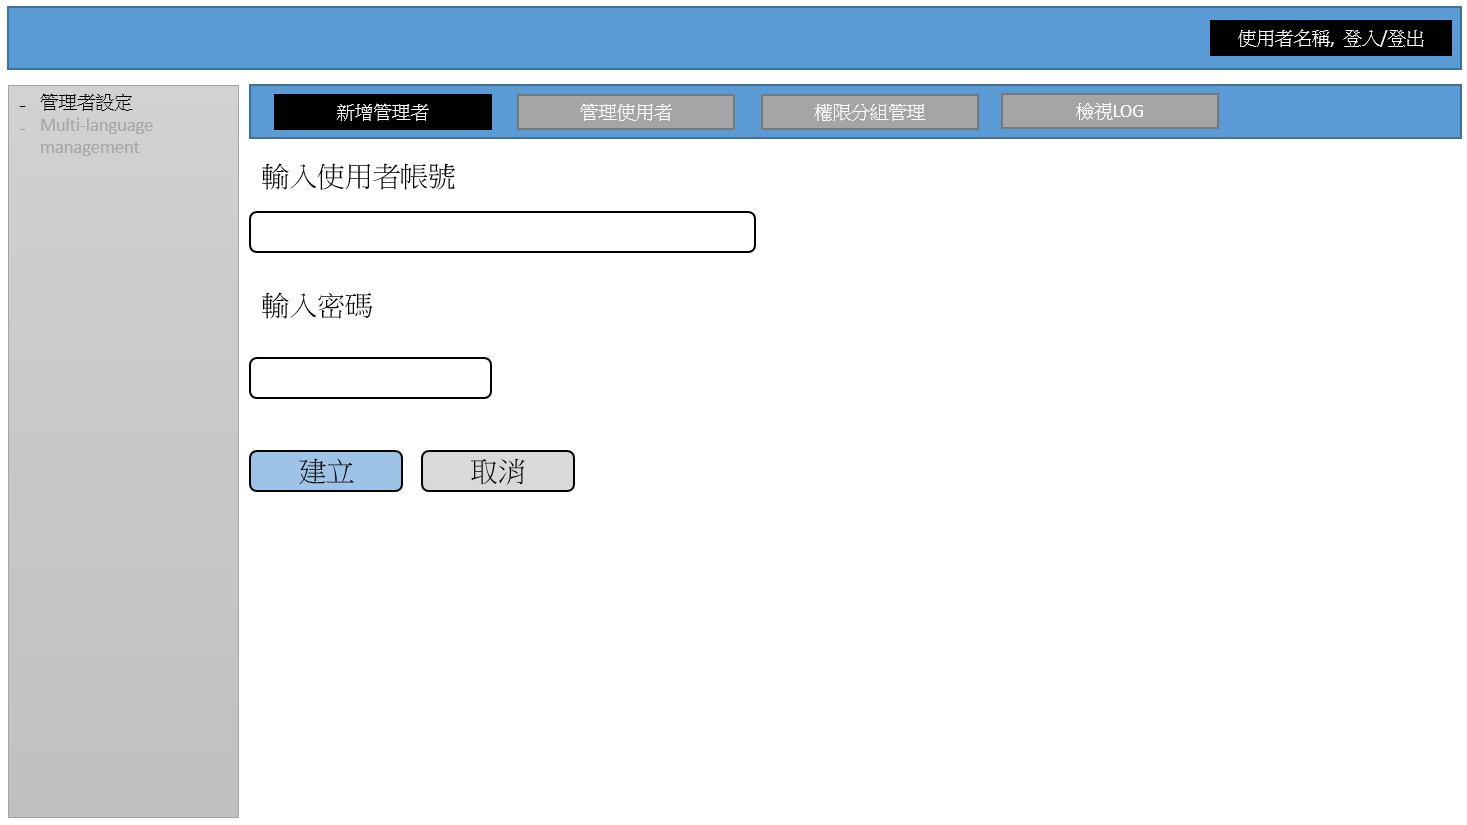 使用者名稱, 登入/登出
- 管理者設定
- Multi-language
management
新增管理者
管理使用者
權限分組管理
檢視LOG
輸入使用者帳號
輸入密碼
建立
取消